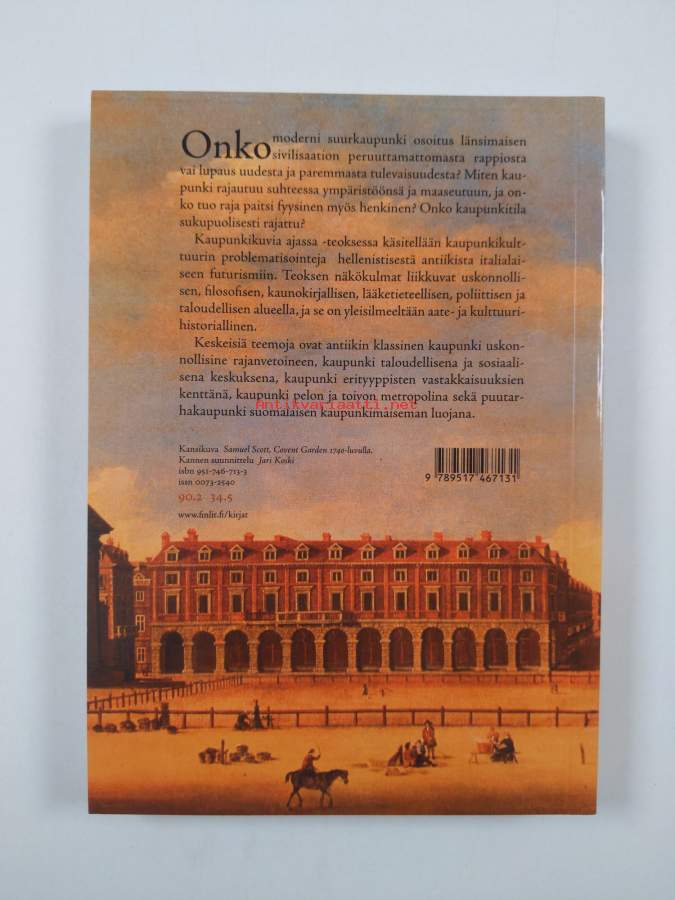 Onko moderni suurkaupunki osoitus länsimaisen
sivilisaation peruuttamattomasta rappiosta
vai lupaus uudesta ja paremmasta tulevaisuudesta? Miten kau-
punki rajautuu suhteessa ympäristöönsä ja maaseutuun, ja on-
ko tuo raja paitsi fyysinen myös henkinen? Onko kaupunkitila
sukupuolisesti rajattu?
Kaupunkikuvia ajassa -teoksessa käsitellään kaupunkikult-
tuurin problematisointeja hellenistisestä antiikista italialai-
seen futurismiin. Teoksen näkökulmat liikkuvat uskonnolli-
sen, filosofisen, kaunokirjallisen, lääketieteellisen, poliittisen ja
taloudellisen alueella, ja se on yleisilmeeltään aate- ja kulttuuri-
historiallinen.
Keskeisiä teemoja ovat antiikin klassinen kaupunki uskon-
nollisine rajanvetoineen, kaupunki taloudellisena ja sosiaali-
sena keskuksena, kaupunki erityyppisten vastakkaisuuksien
kenttänä, kaupunki pelon ja toivon metropolina sekä puutar-
hakaupunki suomalaisen kaupunkimaiseman luojana.
Antikvariaatti.net
Kansikuva Samuel Scott, Covent Garden 1740-luvulla.
Kannen suunnittelu Jari Koski
isbn 951-746-713-3
issn 0073-2540
90.2 34.5
www.finlit.fi/kirjat
9 789517 467131